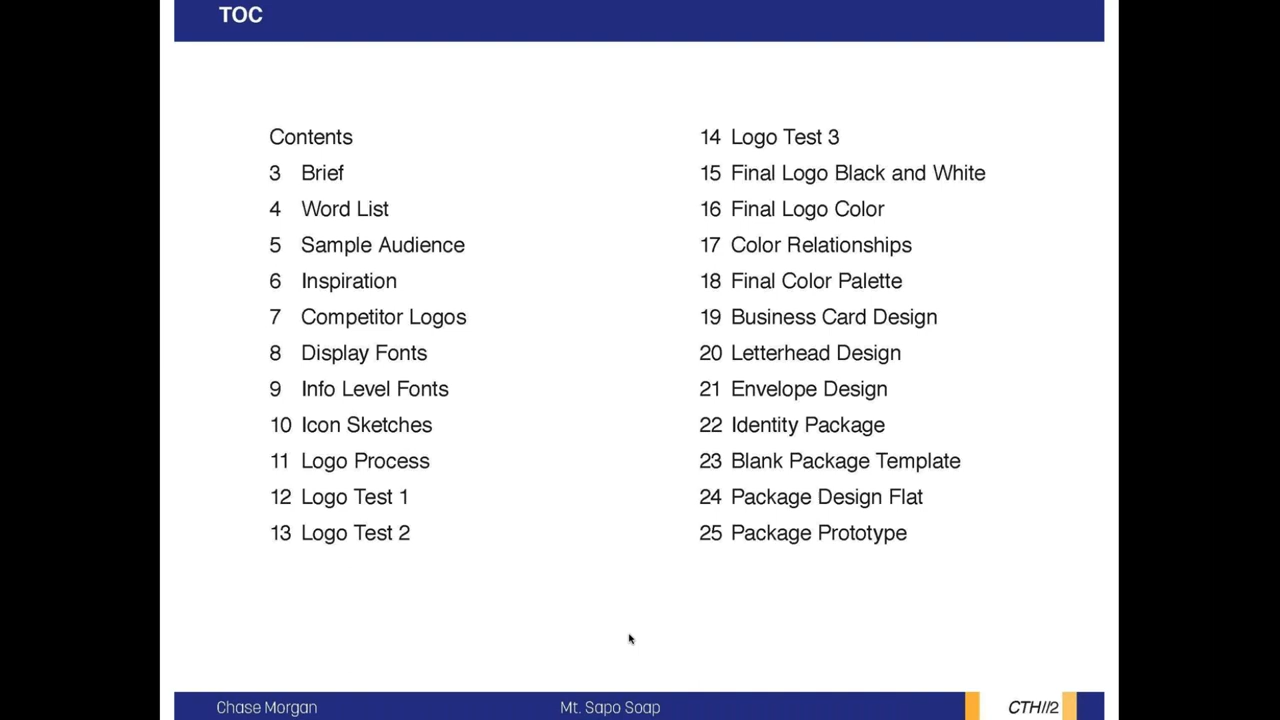 TOC
Contents
3 Brief
4 Word List
5 Sample Audience
6 Inspiration
7 Competitor Logos
8 Display Fonts
9 Info Level Fonts
10 Icon Sketches
11 Logo Process
12 Logo Test 1
13 Logo Test 2
14 Logo Test 3
15 Final Logo Black and White
16 Final Logo Color
17 Color Relationships
18 Final Color Palette
19 Business Card Design
20 Letterhead Design
21 Envelope Design
22 Identity Package
23 Blank Package Template
24 Package Design Flat
25 Package Prototype
Chase Morgan
Mt. Sapo Soap
CTH//2